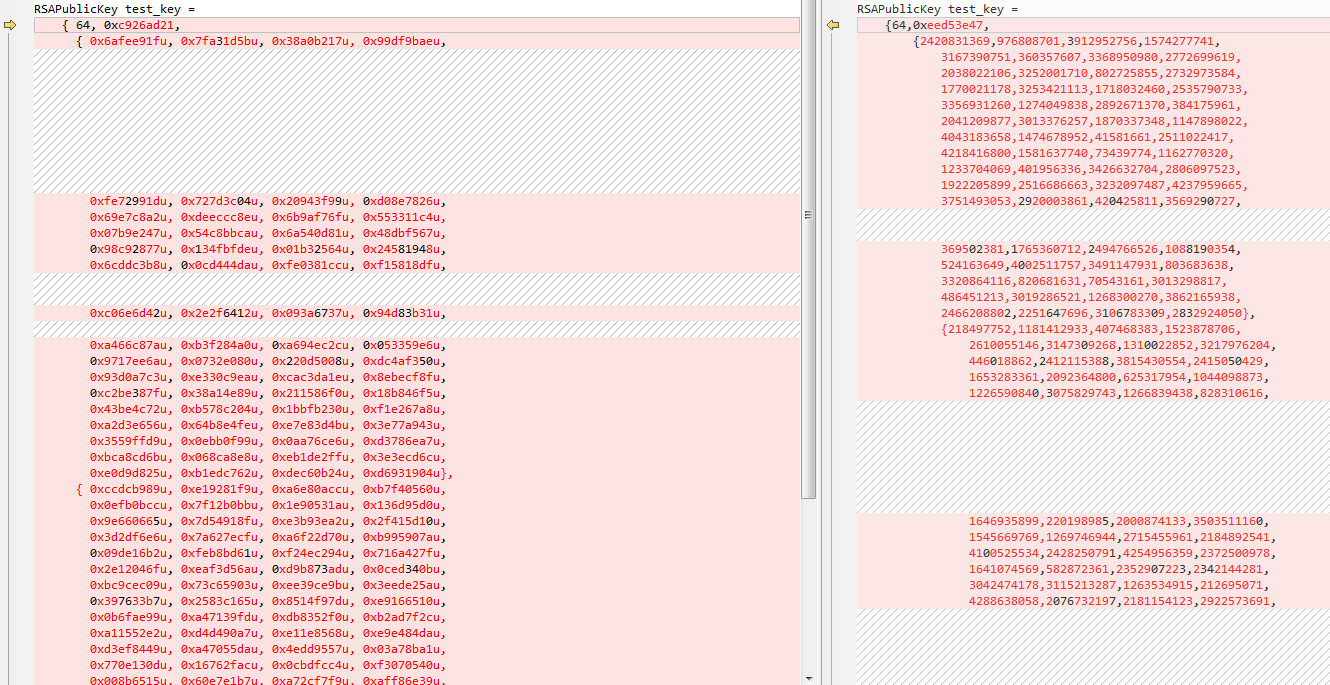 RSAPublicKey test_key =
{ 64, 0xc926ad21,
{ 0x6afee91fu, 0x7fa31d5bu, 0x38a0b217u, 0x99df9baeu,
0xfe72991du, 0x727d3c04u, 0x20943f99u, 0xd08e7826u,
0x69e7c8a2u, 0xdeeccc8eu, 0x6b9af76fu, 0x553311c4u,
0x07b9e247u, 0x54c8bbcau, 0x6a540d81u, 0x48dbf567u,
0x98c92877u, 0x134fbfdeu, 0x01b32564u, 0x24581948u,
0x6cddc3b8u, 0x0cd444dau, 0xfe0381ccu, 0xf15818dfu,
0xc06e6d42u, 0x2e2f6412u, 0x093a6737u, 0x94d83b31u,
0xa466c87au, 0xb3f284a0u, 0xa694ec2cu, 0x053359e6u,
0x9717ee6au, 0x0732e080u, 0x220d5008u, 0xdc4af350u,
0x93d0a7c3u, 0xe330c9eau, 0xcac3da1eu, 0x8ebecf8fu,
0xc2be387fu, 0x38a14e89u, 0x211586f0u, 0x18b846f5u,
0x43be4c72u, 0xb578c204u, 0x1bbfb230u, 0xf1e267a8u,
0xa2d3e656u, 0x64b8e4feu, 0xe7e83d4bu, 0x3e77a943u,
0x3559ffd9u, 0x0ebb0f99u, 0x0aa76ce6u, 0xd3786ea7u,
0xbca8cd6bu, 0x068ca8e8u, 0xeb1de2ffu, 0x3e3ecd6cu,
0xe0d9d825u, 0xb1edc762u, 0xdec60b24u, 0xd6931904u},
{ 0xccdcb989u, 0xe19281f9u, 0xa6e80accu, 0xb7f40560u,
0x0efb0bccu, 0x7f12b0bbu, 0x1e90531au, 0x136d95d0u,
0x9e660665u, 0x7d54918fu, 0xe3b93ea2u, 0x2f415d10u,
0x3d2df6e6u, 0x7a627ecfu, 0xa6f22d70u, 0xb995907au,
0x09de16b2u, 0xfeb8bd61u, 0xf24ec294u, 0x716a427fu,
0x2e12046fu, 0xeaf3d56au, 0xd9b873adu, 0x0ced340bu,
0xbc9cec09u, 0x73c65903u, 0xee39ce9bu, 0x3eede25au,
0x397633b7u, 0x2583c165u, 0x8514f97du, 0xe9166510u,
0x0b6fae99u, 0xa47139fdu, 0xdb8352f0u, 0xb2ad7f2cu,
0xa11552e2u, 0xd4d490a7u, 0xe11e8568u, 0xe9e484dau,
0xd3ef8449u, 0xa47055dau, 0x4edd9557u, 0x03a78ba1u,
0x770e130du, 0x16762facu, 0x0cbdfcc4u, 0xf3070540u,
0x008b6515u, 0x60e7e1b7u, 0xa72cf7f9u, 0xaff86e39u,
RSAPublicKey test_key =
{64,0xeed53e47,
{2420831369,976808701,3912952756,1574277741,
3167390751,360357607,3368950980,2772699619,
2038022106,3252001710,802725855,2732973584,
1770021178,3253421113,1718032460,2535790733,
3356931260,1274049838,2892671370,384175961,
2041209877,3013376257,1870337348,1147898022,
4043183658,1474678952,41581661,2511022417,
4218416800,1581637740,73439774,1162770320,
1233704069,401956336,3426632704,2806097523,
1922205899,2516686663,3232097487,4237959665,
3751493053,2920003861,420425811,3569290727,
369502381,1765360712,2494766526,1088190354,
524163649,4002511757,3491147931,803683638,
3320864116,820681631,70543161,3013298817,
486451213,3019286521,1268300270,3862165938,
2466208802,2251647696,3106783309,2832924050},
{218497752,1181412933,407468383,1523878706,
2610055146,3147309268,1310022852,3217976204,
446018862,2412115388,3815430554,2415050429,
1653283361,2092364800,625317954,1044098873,
1226590840,3075829743,1266839438,828310616,
1646935899,220198985,2000874133,3503511160,
1545669769,1269746944,2715455961,2184892541,
4100525534,2428250791,4254956359,2372500978,
1641074569,582872361,2352907223,2342144281,
3042474178,3115213287,1263534915,212695071,
4288638058,2076732197,2181154123,2922573691,